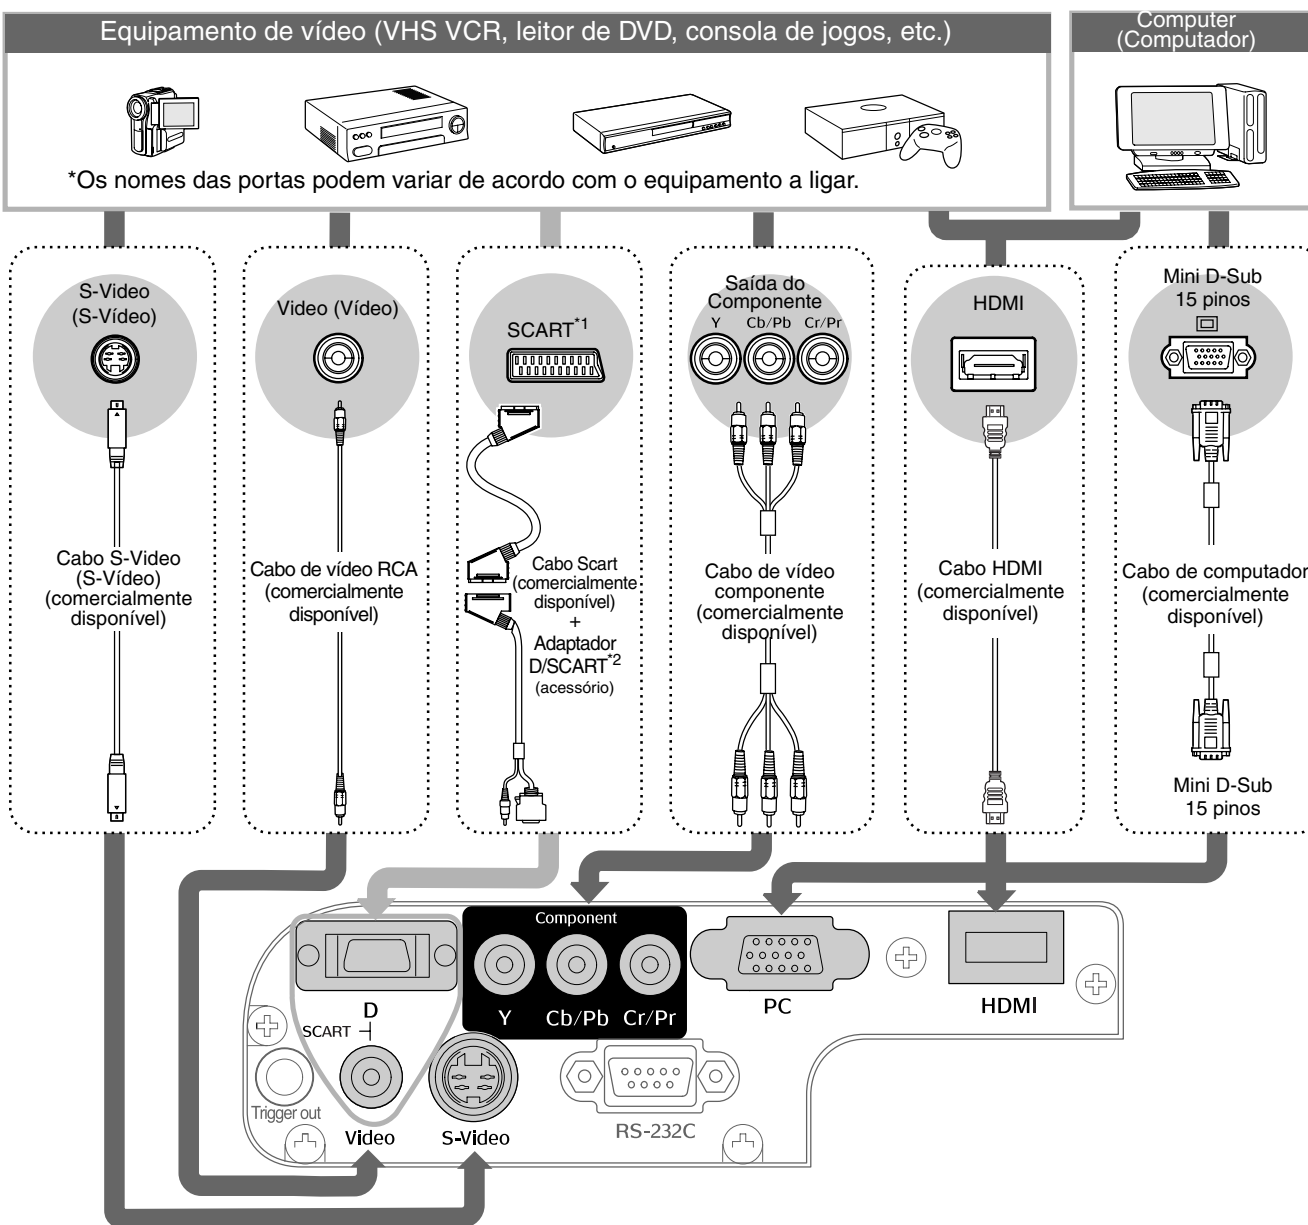 Equipamento de vídeo (VHS VCR, leitor de DVD, consola de jogos, etc.)
Computer
(Computador)
*Os nomes das portas podem variar de acordo com o equipamento a ligar.
S-Video
(S-Vídeo)
Video (Vídeo)
SCART*1
Saída do
Componente
Y Cb/Pb Cr/Pr
HDMI
Mini D-Sub
15 pinos
Cabo S-Video
(S-Vídeo)
(comercialmente
disponível)
Cabo de vídeo RCA
(comercialmente
disponível)
Cabo Scart
(comercialmente
disponível)
+
Adaptador
D/SCART*2
(acessório)
Cabo de vídeo
componente
(comercialmente
disponível)
Cabo HDMI
(comercialmente
disponível)
Cabo de computador
(comercialmente
disponível)
Mini D-Sub
15 pinos
Component
Y Cb/Pb Cr/Pr
D
SCART
PC
HDMI
Trigger out
Video
S-Video
RS-232C